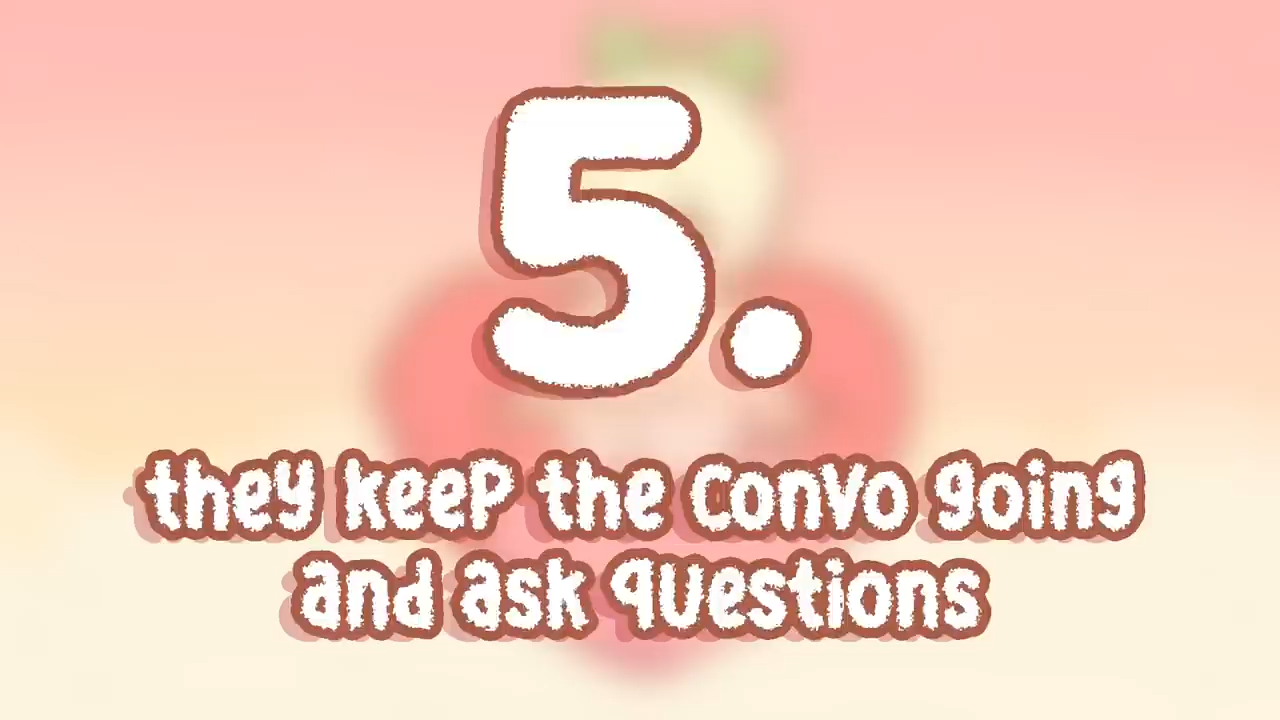 5.
they keep the convo going
and ask questions